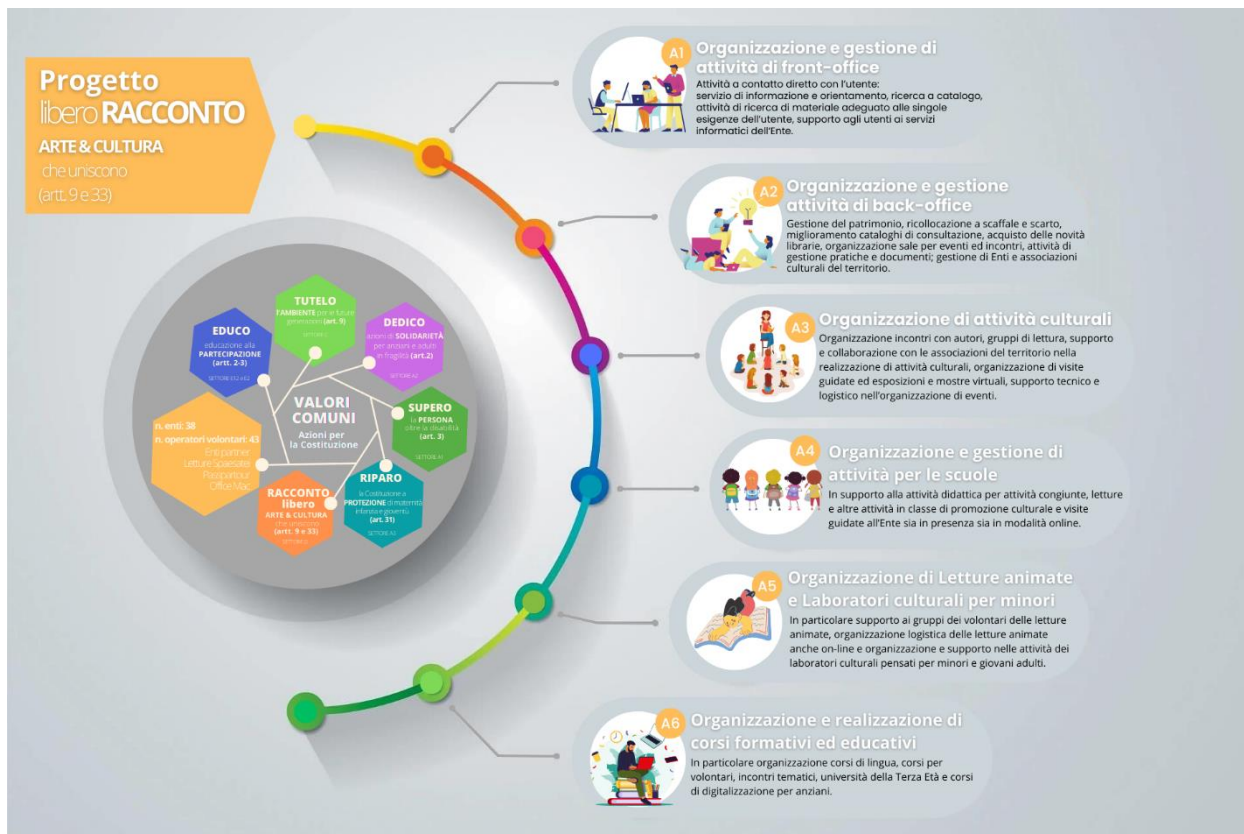 Progetto
libero RACCONTO
ARTE & CULTURA
che uniscono
(artt. 9 e 33)
TUTELO
l'AMBIENTE per le future
generazioni (art. 9)
EDUCO
educazione alla
PARTECIPAZIONE
(artt. 2-3)
DEDICO
azioni di SOLIDARIETÀ
per anziani e adulti
in fragilità (art.2)
VALORI
COMUNI
Azioni per
la Costituzione
SUPERO
la PERSONA
oltre la disabilità
(art. 3)
n. enti: 38
n. operatori volontari: 43
Enti partner
Letture Spaesate
Passpartour
Office Mac
RACCONTO
libero
ARTE & CULTURA
che uniscono
(artt. 9 e 33)
RIPARO
la Costituzione a
PROTEZIONE di maternità
infanzia e gioventù
(art. 31)
A1
Organizzazione e gestione di
attività di front-office
Attività a contatto diretto con l'utente:
servizio di informazione e orientamento, ricerca a catalogo,
attività di ricerca di materiale adeguato alle singole
esigenze dell'utente, supporto agli utenti ai servizi
informatici dell'Ente.
A2
Organizzazione e gestione
attività di back-office
Gestione del patrimonio, ricollocazione a scaffale e scarto,
miglioramento cataloghi di consultazione, acquisto delle novità
librarie, organizzazione sale per eventi ed incontri, attività di
gestione pratiche e documenti; gestione di Enti e associazioni
culturali del territorio.
A3
Organizzazione di attività culturali
Organizzazione incontri con autori, gruppi di lettura, supporto
e collaborazione con le associazioni del territorio nella
realizzazione di attività culturali, organizzazione di visite
guidate ed esposizioni e mostre virtuali, supporto tecnico e
logistico nell'organizzazione di eventi.
A4
Organizzazione e gestione di
attività per le scuole
In supporto alla attività didattica per attività congiunte, letture
e altre attività in classe di promozione culturale e visite
guidate all'Ente sia in presenza sia in modalità online.
A5
Organizzazione di Letture animate
e Laboratori culturali per minori
In particolare supporto ai gruppi dei volontari delle letture
animate, organizzazione logistica delle letture animate
anche on-line e organizzazione e supporto nelle attività dei
laboratori culturali pensati per minori e giovani adulti.
A6
Organizzazione e realizzazione di
corsi formativi ed educativi
In particolare organizzazione corsi di lingua, corsi per
volontari, incontri tematici, università della Terza Età e corsi
di digitalizzazione per anziani.